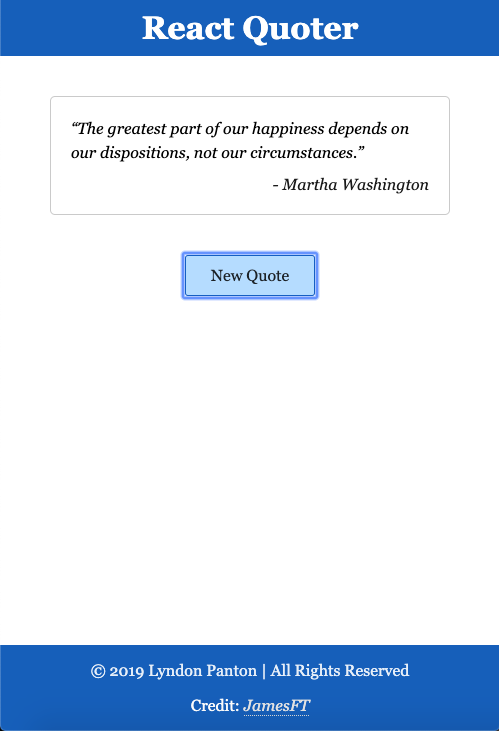 React Quoter
“The greatest part of our happiness depends on
our dispositions, not our circumstances.”
- Martha Washington
New Quote
© 2019 Lyndon Panton | All Rights Reserved
Credit: JamesFT